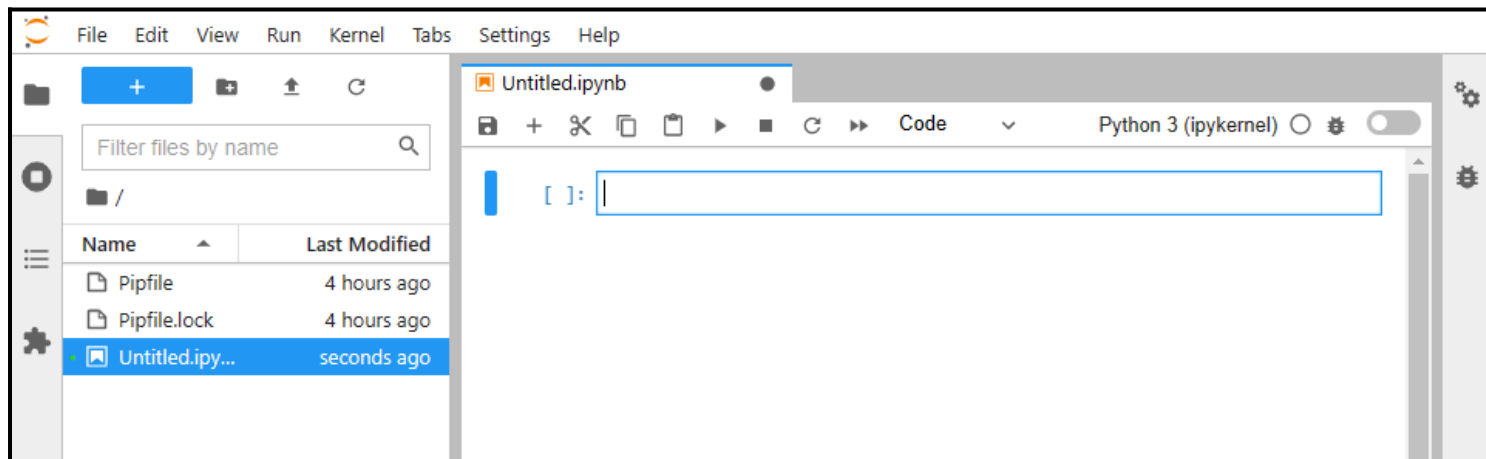 File Edit View Run Kernel Tabs Settings Help
+
Filter files by name
/
Name Last Modified
Pipfile 4 hours ago
Pipfile.lock 4 hours ago
Untitled.ipy... seconds ago
Untitled.ipynb
Code Python 3 (ipykernel)
[ ]: